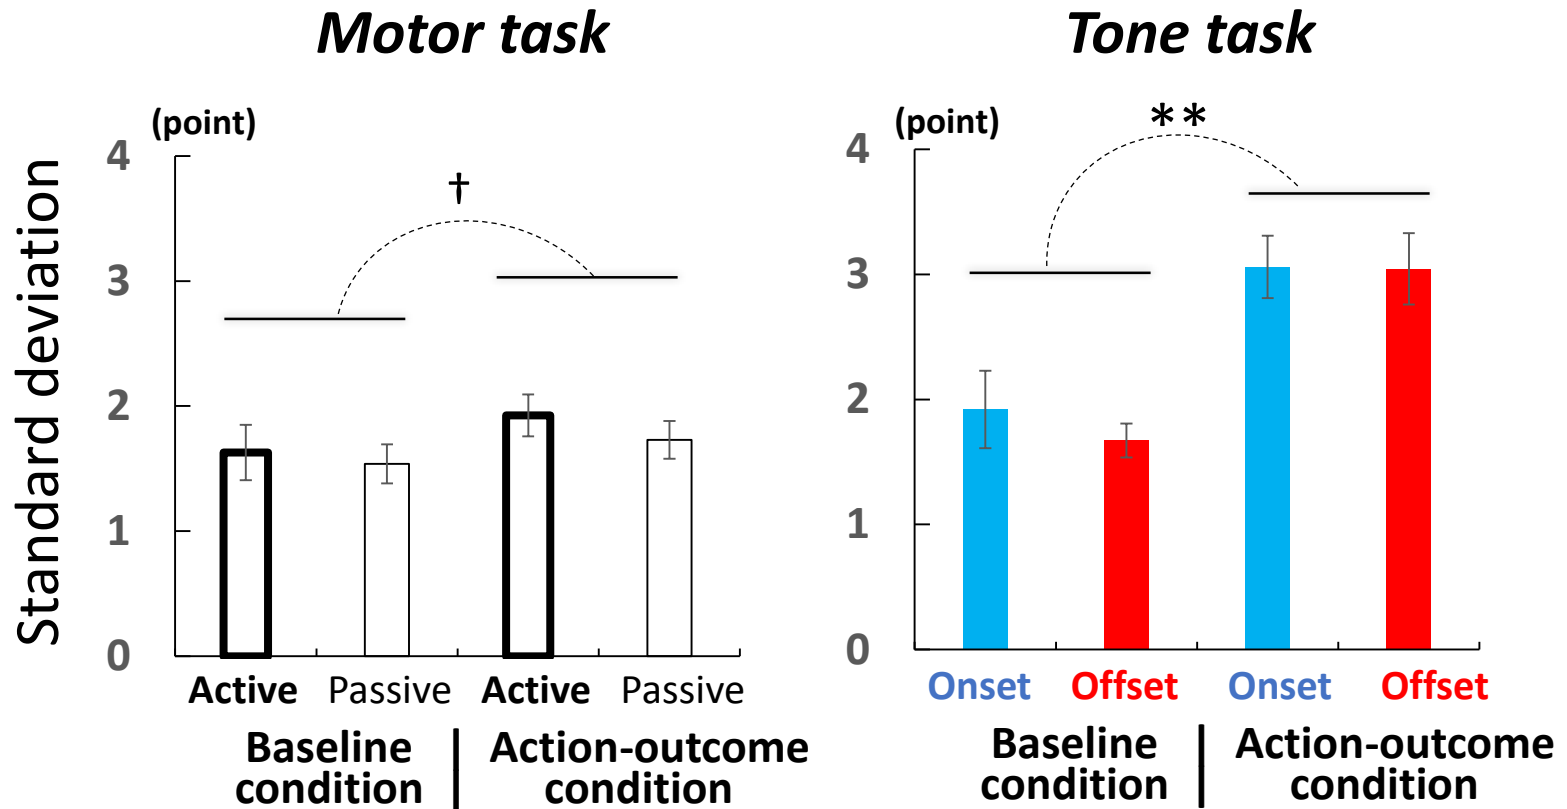 Motor task
Tone task
(point)
(point)
**
†
Standard deviation
4
3
2
1
0
4
3
2
1
0
Active Passive Active Passive
Onset Offset Onset Offset
Baseline condition | Action-outcome condition
Baseline condition | Action-outcome condition